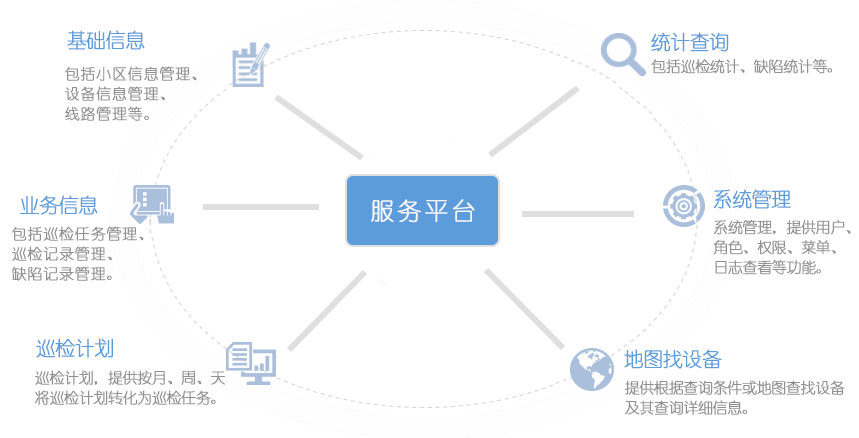 基础信息
包括小区信息管理、
设备信息管理、
线路管理等。
统计查询
包括巡检统计、缺陷统计等。
业务信息
包括巡检任务管理、
巡检记录管理、
缺陷记录管理。
服务平台
系统管理
系统管理，提供用户、
角色、权限、菜单、
日志查看等功能。
巡检计划
巡检计划，提供按月、周、天
将巡检计划转化为巡检任务。
地图找设备
提供根据查询条件或地图查找设备
及其查询详细信息。